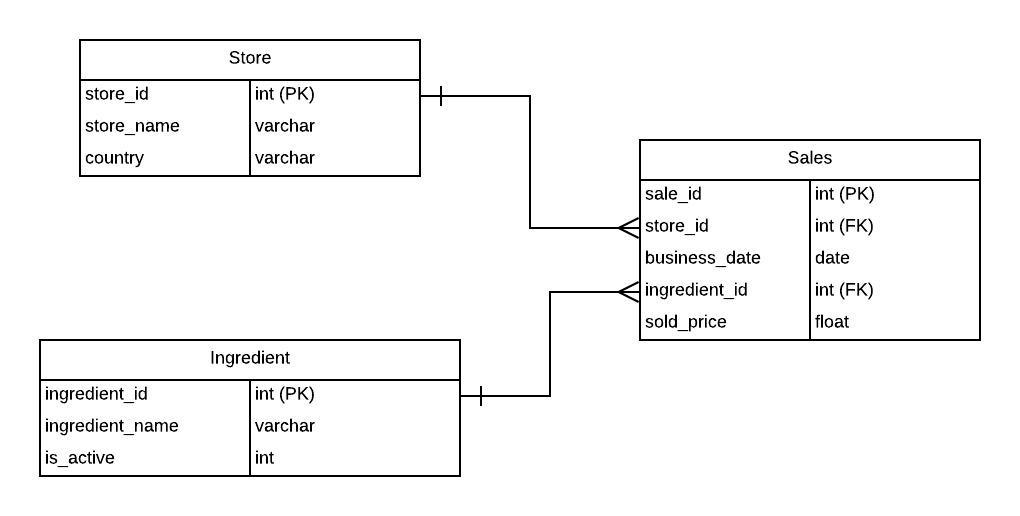 Store
store_id int (PK)
store_name varchar
country varchar
Sales
sale_id int (PK)
store_id int (FK)
business_date date
ingredient_id int (FK)
sold_price float
Ingredient
ingredient_id int (PK)
ingredient_name varchar
is_active int